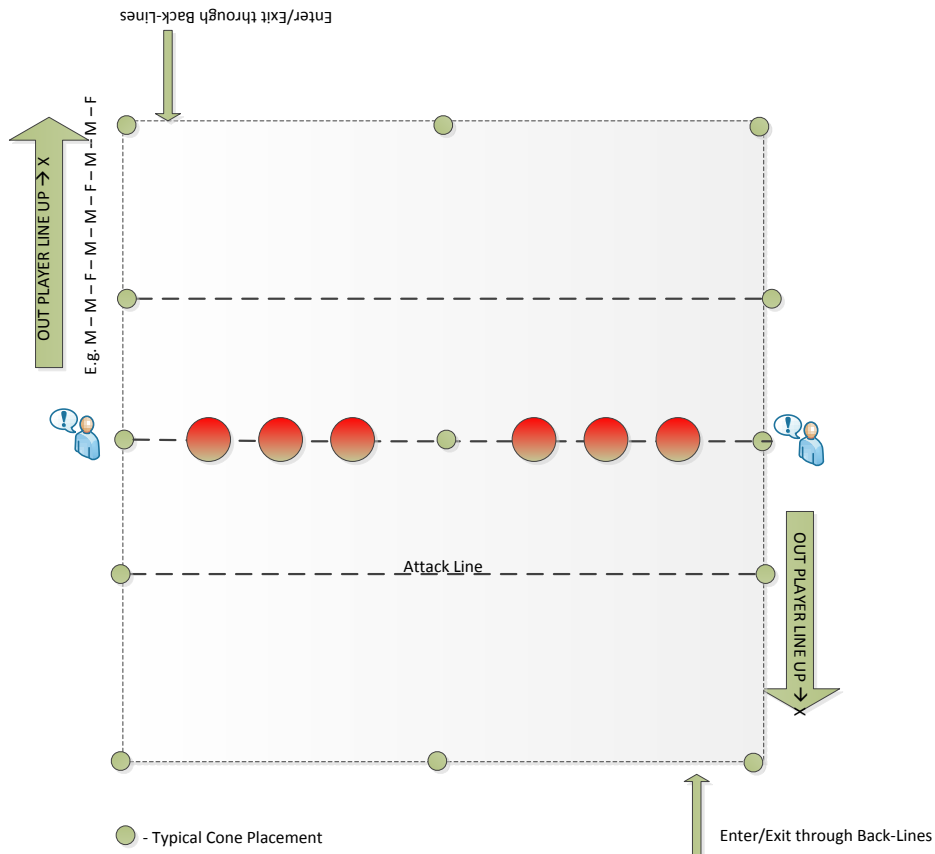 Enter/Exit through Back-Lines
OUT PLAYER LINE UP → X
E.g. M – M – F – M – M – F – M – M – F
!
!
Attack Line
OUT PLAYER LINE UP → X
- Typical Cone Placement
Enter/Exit through Back-Lines